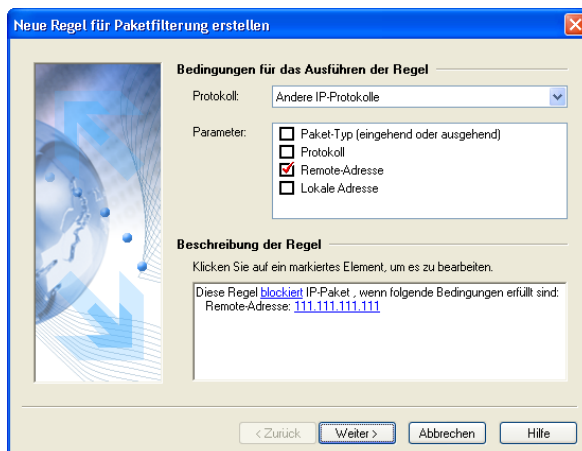 Neue Regel für Paketfilterung erstellen
Bedingungen für das Ausführen der Regel
Protokoll: Andere IP-Protokolle
Parameter: Paket-Typ (eingehend oder ausgehend)
Protokoll
Remote-Adresse
Lokale Adresse
Beschreibung der Regel
Klicken Sie auf ein markiertes Element, um es zu bearbeiten.
Diese Regel blockiert IP-Paket , wenn folgende Bedingungen erfüllt sind:
Remote-Adresse: 111.111.111.111
< Zurück Weiter > Abbrechen Hilfe